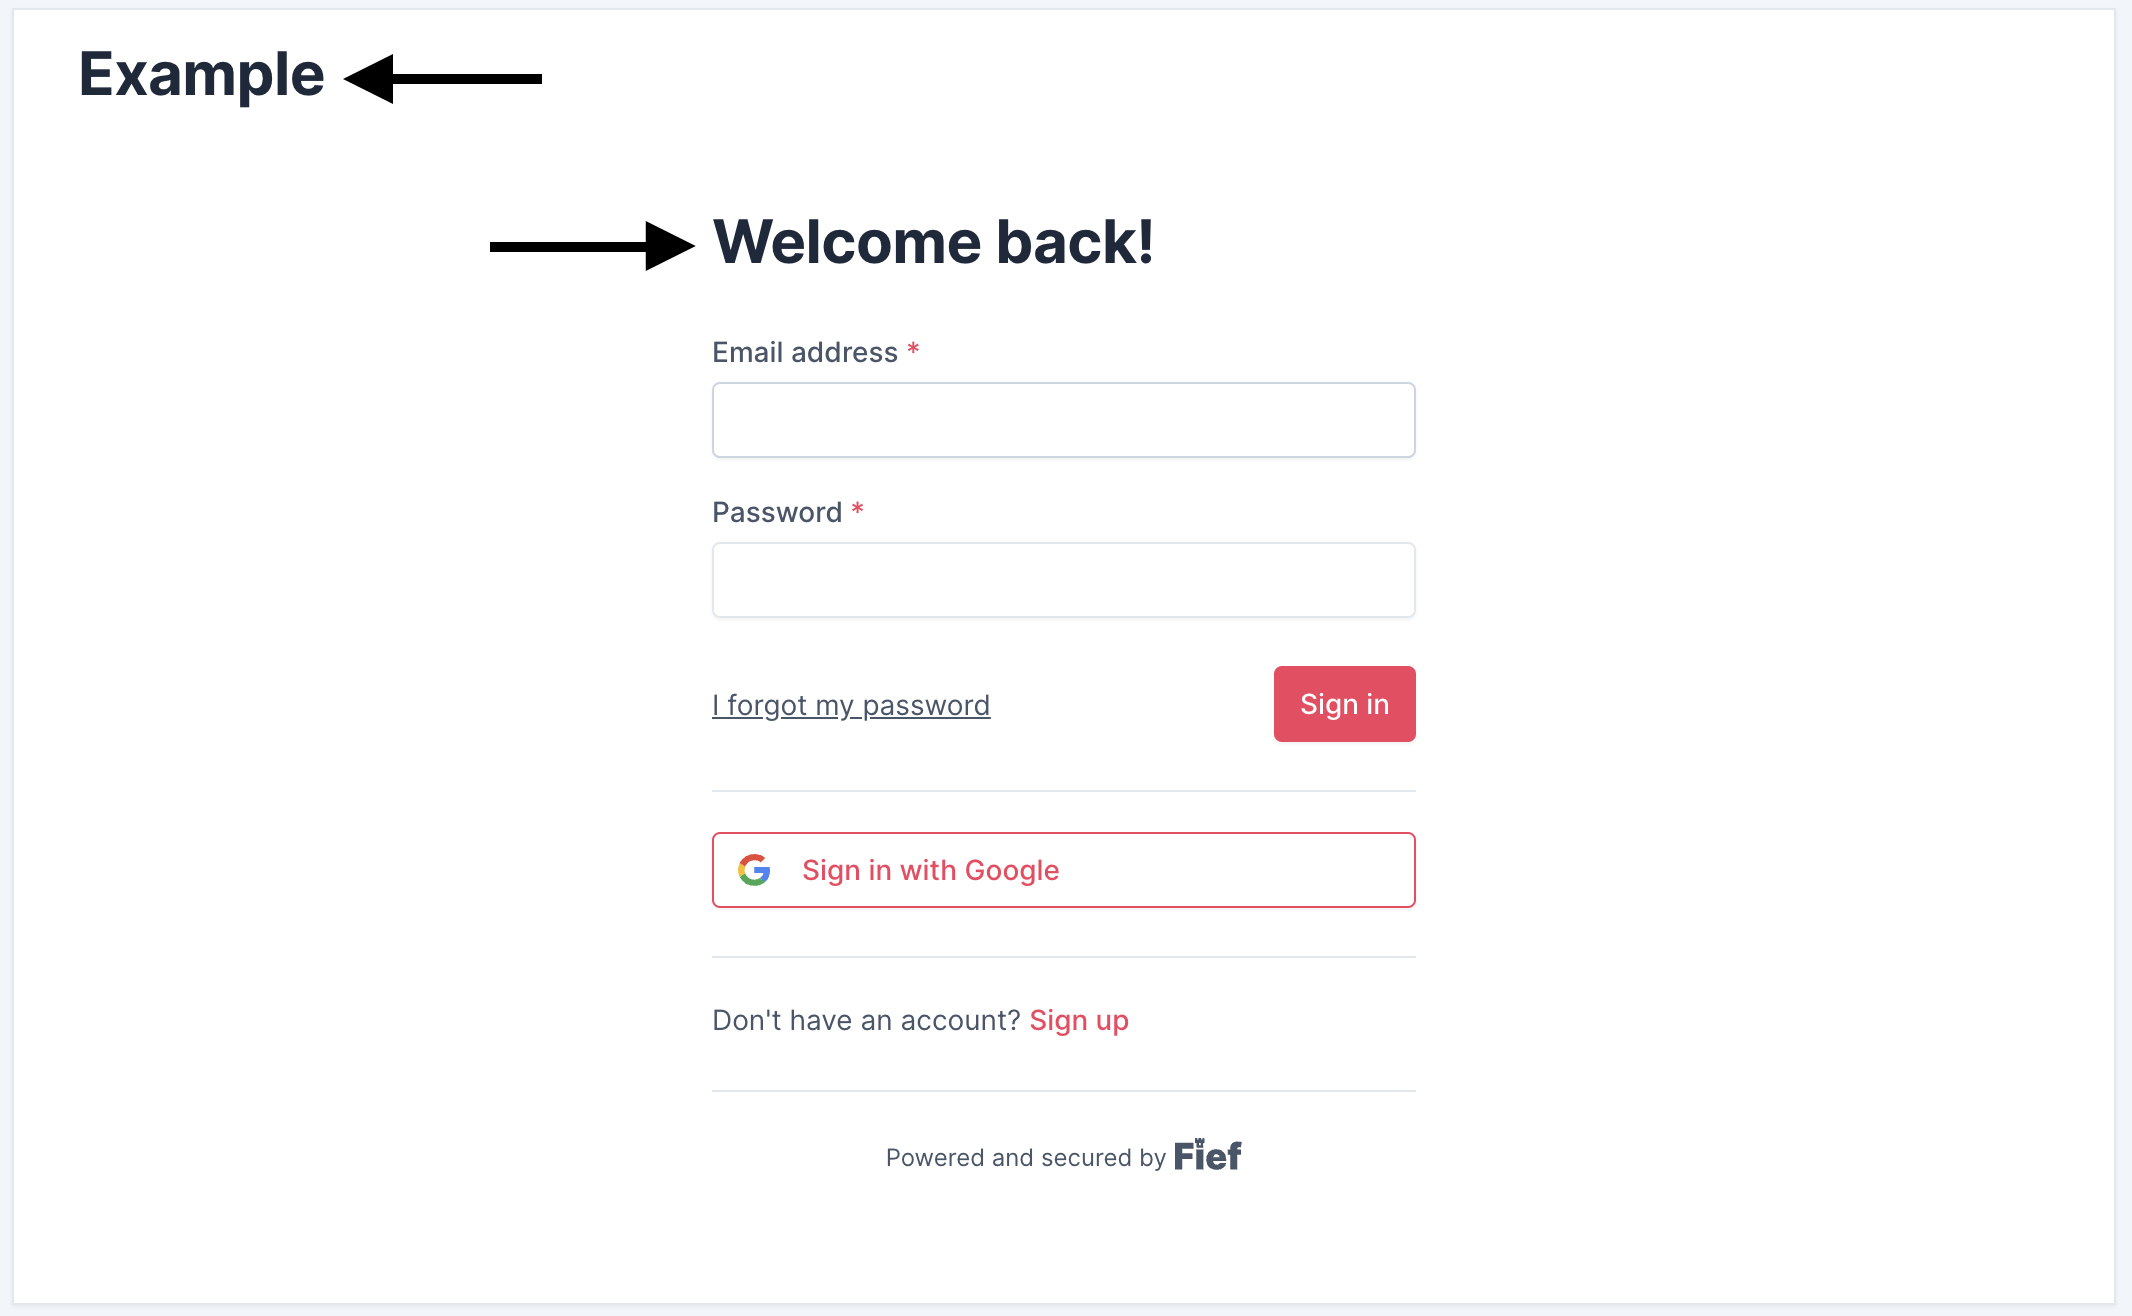 Example
Welcome back!
Email address *
Password *
I forgot my password
Sign in
Sign in with Google
Don't have an account? Sign up
Powered and secured by Fief